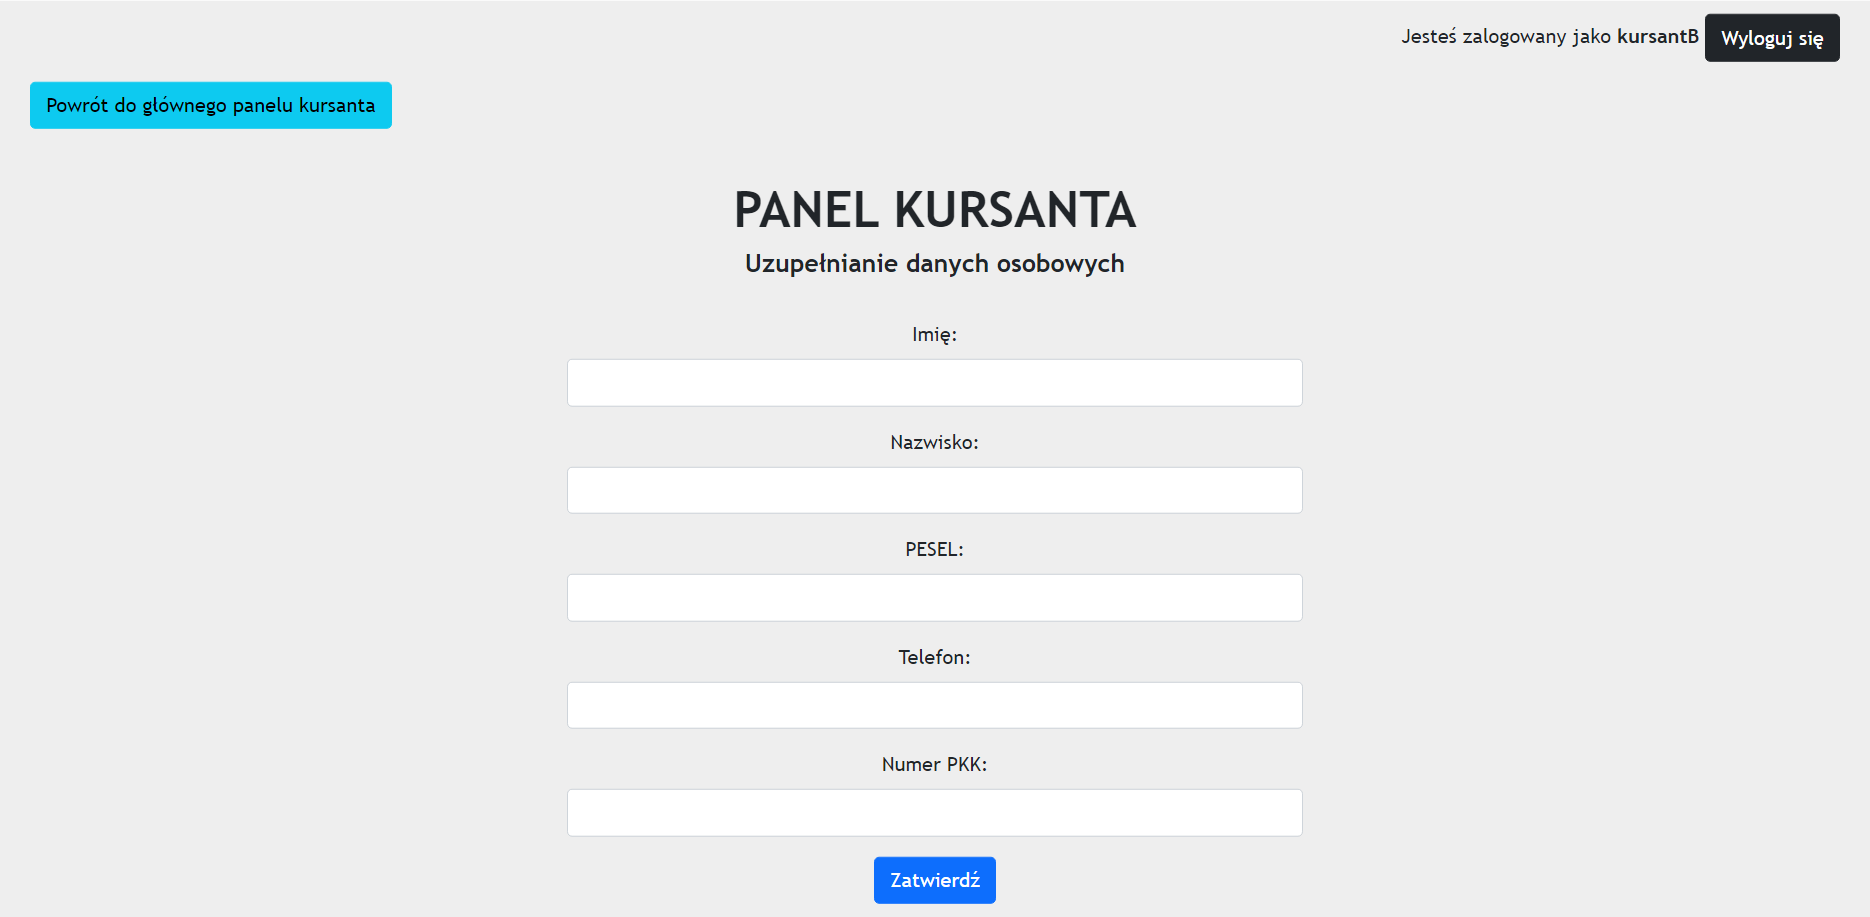 Jesteś zalogowany jako kursantB Wyloguj się
Powrót do głównego panelu kursanta
PANEL KURSANTA
Uzupełnianie danych osobowych
Imię:
Nazwisko:
PESEL:
Telefon:
Numer PKK:
Zatwierdź